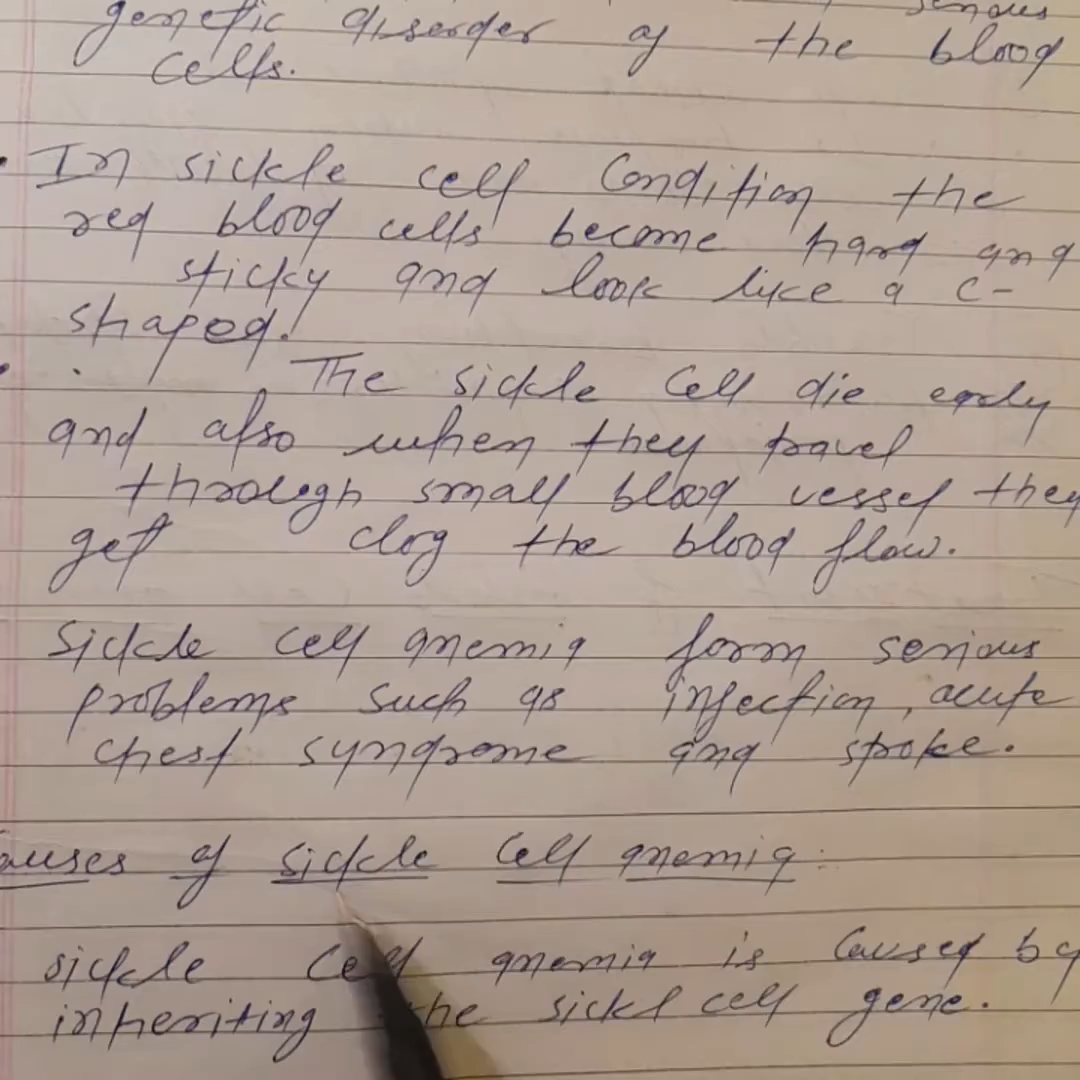 serious
genetic disorder of the blood
cells.
• In sickle cell Condition the
red blood cells become hard and
sticky and look like a C-
shaped.
• The sickle cell die early
and also when they travel
through small blood vessel they
get clog the blood flow.
Sickle cell anemia form serious
problems such as infection, acute
chest syndrome and stroke.
auses of sickle cell anemia:
sickle cell anemia is caused by
inheriting the sickl cell gene.